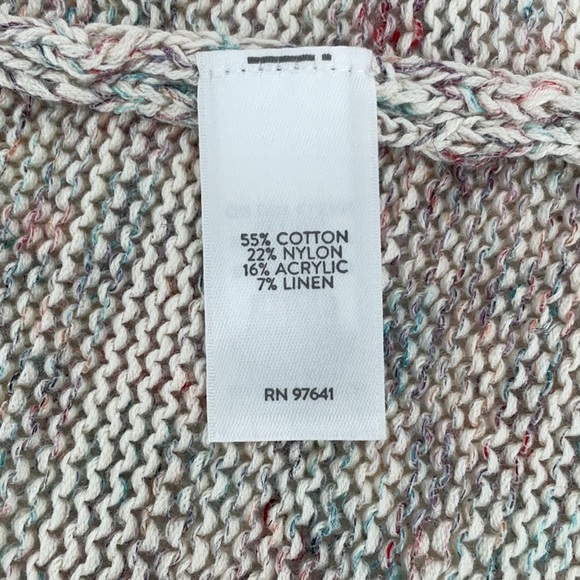 55% COTTON
22% NYLON
16% ACRYLIC
7% LINEN
RN 97641